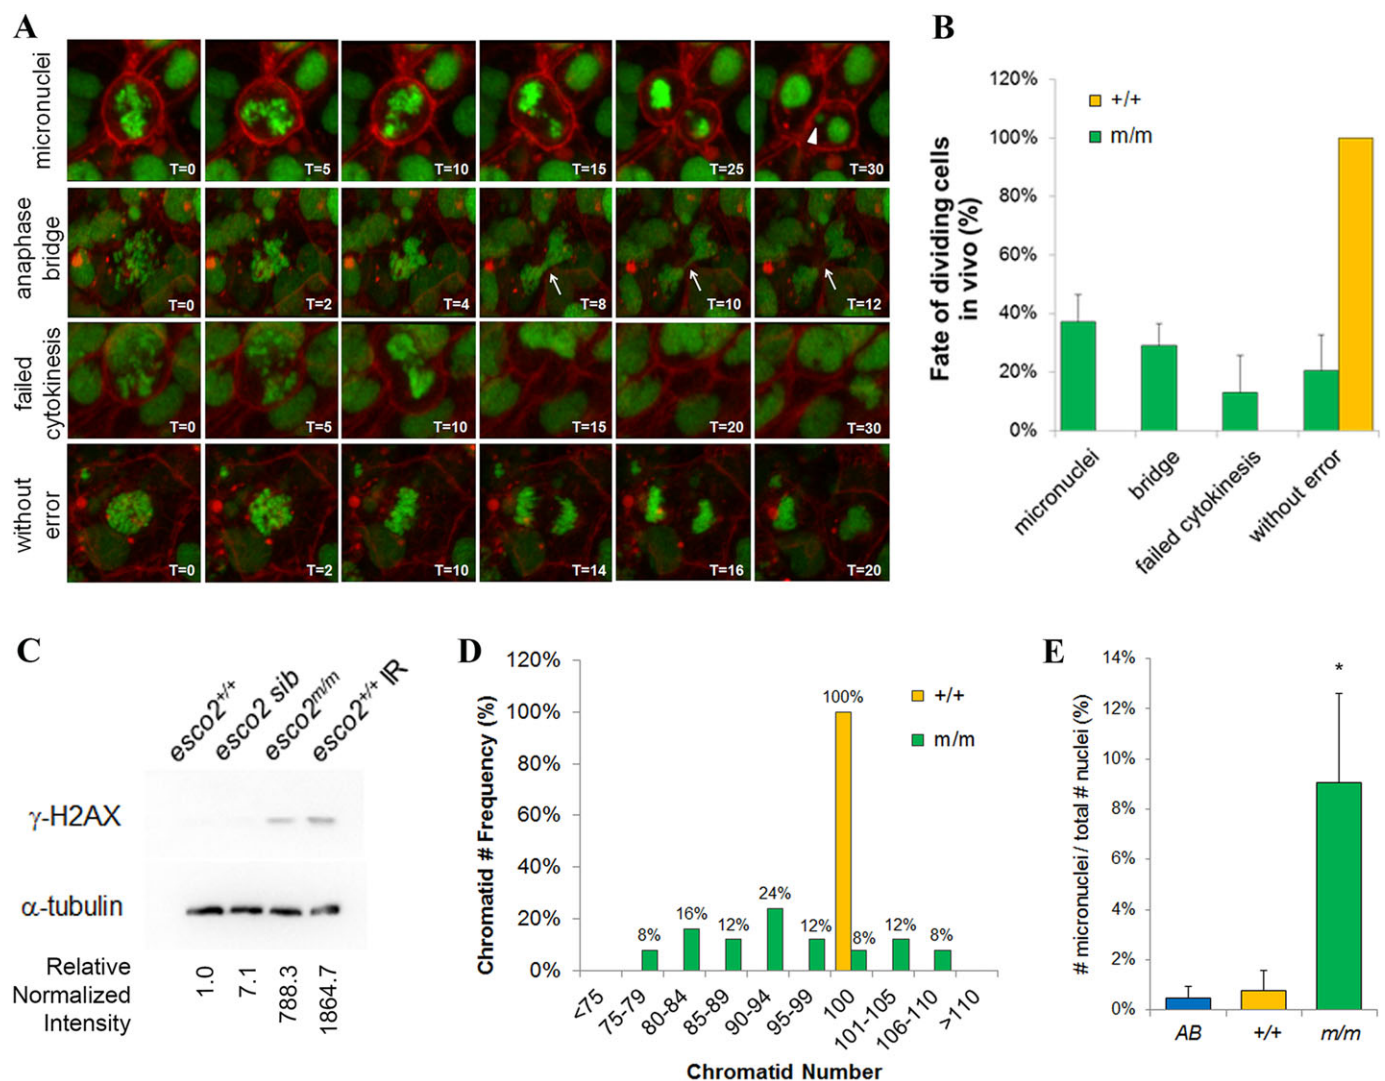 A
micronuclei
T=0
T=5
T=10
T=15
T=25
T=30
anaphase
bridge
T=0
T=2
T=4
T=8
T=10
T=12
failed
cytokinesis
T=0
T=5
T=10
T=15
T=20
T=30
without
error
T=0
T=2
T=10
T=14
T=16
T=20
B
Fate of dividing cells
in vivo (%)
120%
100%
80%
60%
40%
20%
0%
+/+
m/m
micronuclei
bridge
failed cytokinesis
without error
C
esco2+/+
esco2 sib
esco2m/m
esco2+/+ IR
γ-H2AX
α-tubulin
Relative
Normalized
Intensity
1.0
7.1
788.3
1864.7
D
Chromatid # Frequency (%)
120%
100%
80%
60%
40%
20%
0%
+/+
m/m
8%
16%
12%
24%
12%
100%
8%
12%
8%
<75
75-79
80-84
85-89
90-94
95-99
100
101-105
106-110
>110
Chromatid Number
E
# micronuclei/ total # nuclei (%)
14%
12%
10%
8%
6%
4%
2%
0%
*
AB
+/+
m/m